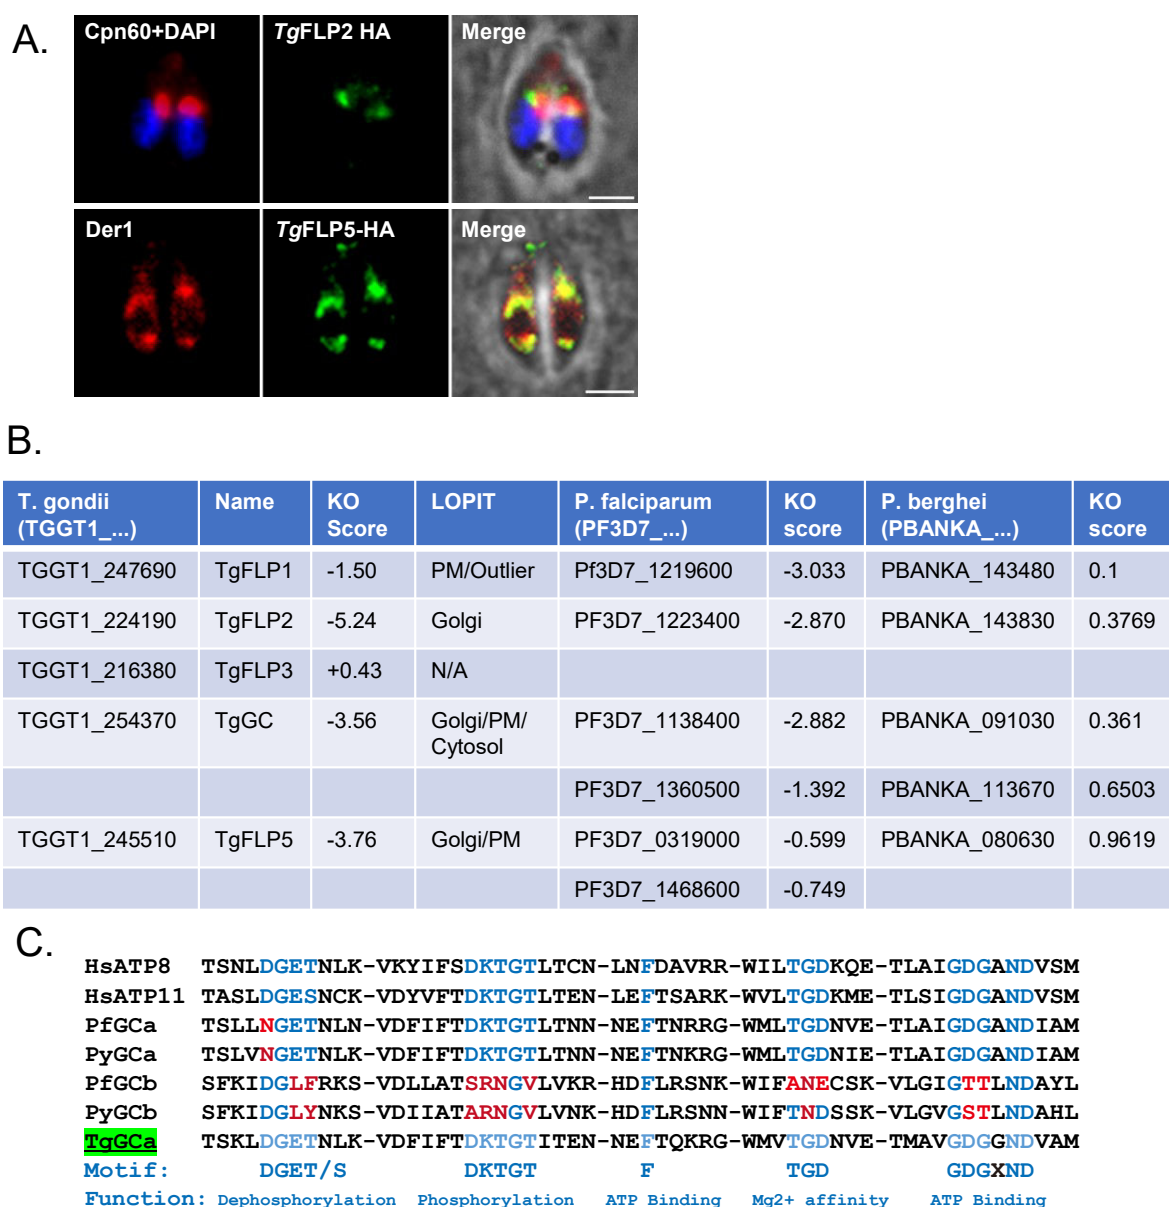 A.
Cpn60+DAPI TgFLP2 HA Merge
Der1 TgFLP5-HA Merge
B.
T. gondii (TGGT1_...) Name KO Score LOPIT P. falciparum (PF3D7_...) KO score P. berghei (PBANKA_...) KO score
TGGT1_247690 TgFLP1 -1.50 PM/Outlier Pf3D7_1219600 -3.033 PBANKA_143480 0.1
TGGT1_224190 TgFLP2 -5.24 Golgi PF3D7_1223400 -2.870 PBANKA_143830 0.3769
TGGT1_216380 TgFLP3 +0.43 N/A
TGGT1_254370 TgGC -3.56 Golgi/PM/Cytosol PF3D7_1138400 -2.882 PBANKA_091030 0.361
PF3D7_1360500 -1.392 PBANKA_113670 0.6503
TGGT1_245510 TgFLP5 -3.76 Golgi/PM PF3D7_0319000 -0.599 PBANKA_080630 0.9619
PF3D7_1468600 -0.749
C.
HsATP8 TSNLDGETNLK-VKYIFSDKTGTLTCN-LNFDAVRR-WILTGDKQE-TLAIGDGANDVSM
HsATP11 TASLDGESNCK-VDYVFTDKTGTLTEN-LEFTSARK-WVLTGDKME-TLSIGDGANDVSM
PfGCa TSLLNGETNLN-VDFIFTDKTGTLTNN-NEFTNRRG-WMLTGDNVE-TMAIGDGANDIAM
PyGCa TSLVNGETNLK-VDFIFTDKTGTLTNN-NEFTNKRG-WMLTGDNIE-TMAIGDGANDIAM
PfGCb SFKIDGLFRKS-VDLLATSRNGVLVKR-HDFLRSNK-WIFANECSK-VLGIGTTLNDAYL
PyGCb SFKIDGLYNKS-VDIIATARNGVLVNK-HDFLRSNN-WIFTNDSSK-VLGVGSTLNDAHL
TgGCa TSKLDGETNLK-VDFIFTDKTGTITEN-NEFTQKRG-WMVTGDNVE-TMAVGDGGNDVAM
Motif: DGET/S DKTGT F TGD GDGXND
Function: Dephosphorylation Phosphorylation ATP Binding Mg2+ affinity ATP Binding